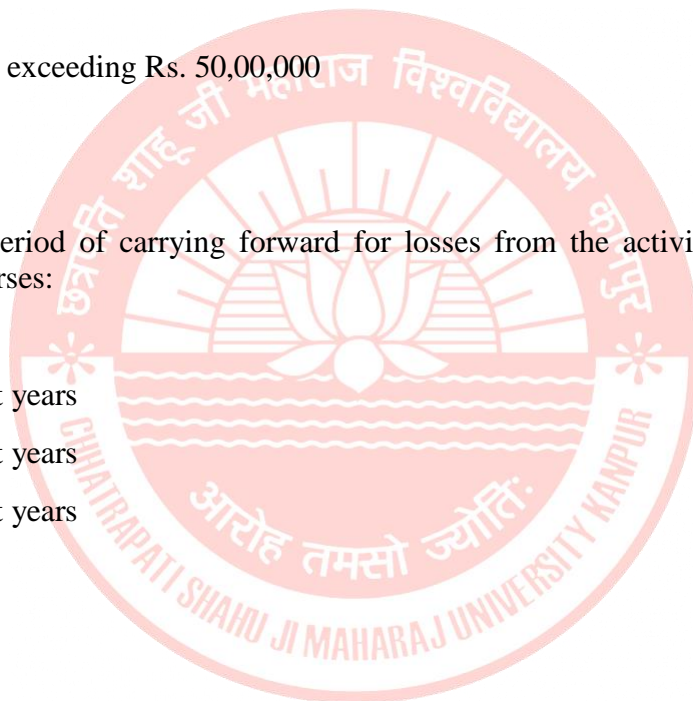 exceeding Rs. 50,00,000
छत्रपति शाहू जी महाराज विश्वविद्यालय कानपुर
eriod of carrying forward for losses from the activi
rses:
t years
t years
t years
आरोह तमसो ज्योतिः
CHHATRAPATI SHAHU JI MAHARAJ UNIVERSITY KANPUR